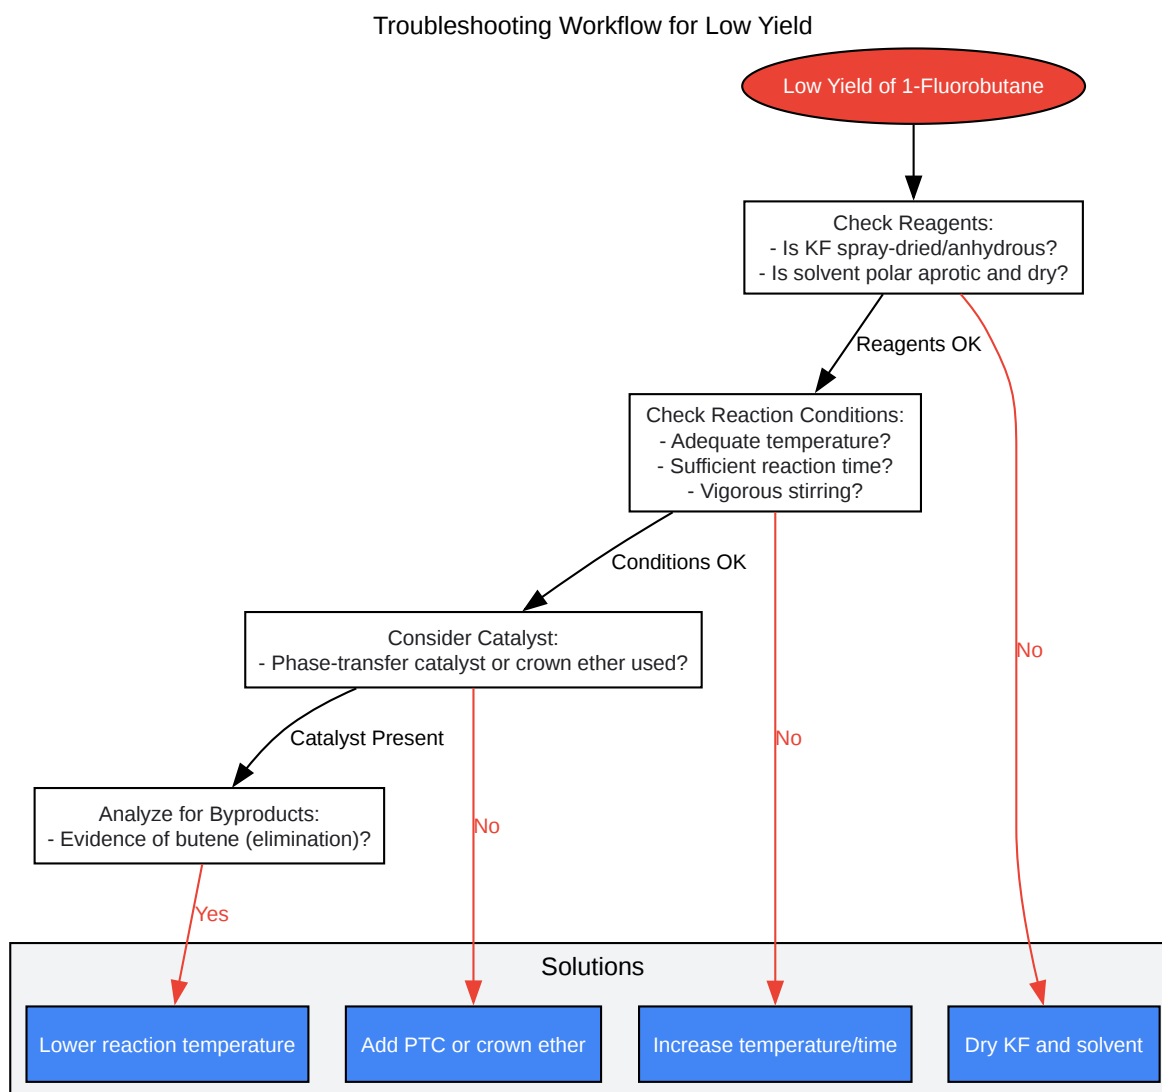 Troubleshooting Workflow for Low Yield
Low Yield of 1-Fluorobutane
Check Reagents:
- Is KF spray-dried/anhydrous?
- Is solvent polar aprotic and dry?
Reagents OK
Check Reaction Conditions:
- Adequate temperature?
- Sufficient reaction time?
- Vigorous stirring?
Conditions OK
Consider Catalyst:
- Phase-transfer catalyst or crown ether used?
No
Catalyst Present
No
Analyze for Byproducts:
- Evidence of butene (elimination)?
No
Yes
Solutions
Lower reaction temperature
Add PTC or crown ether
Increase temperature/time
Dry KF and solvent